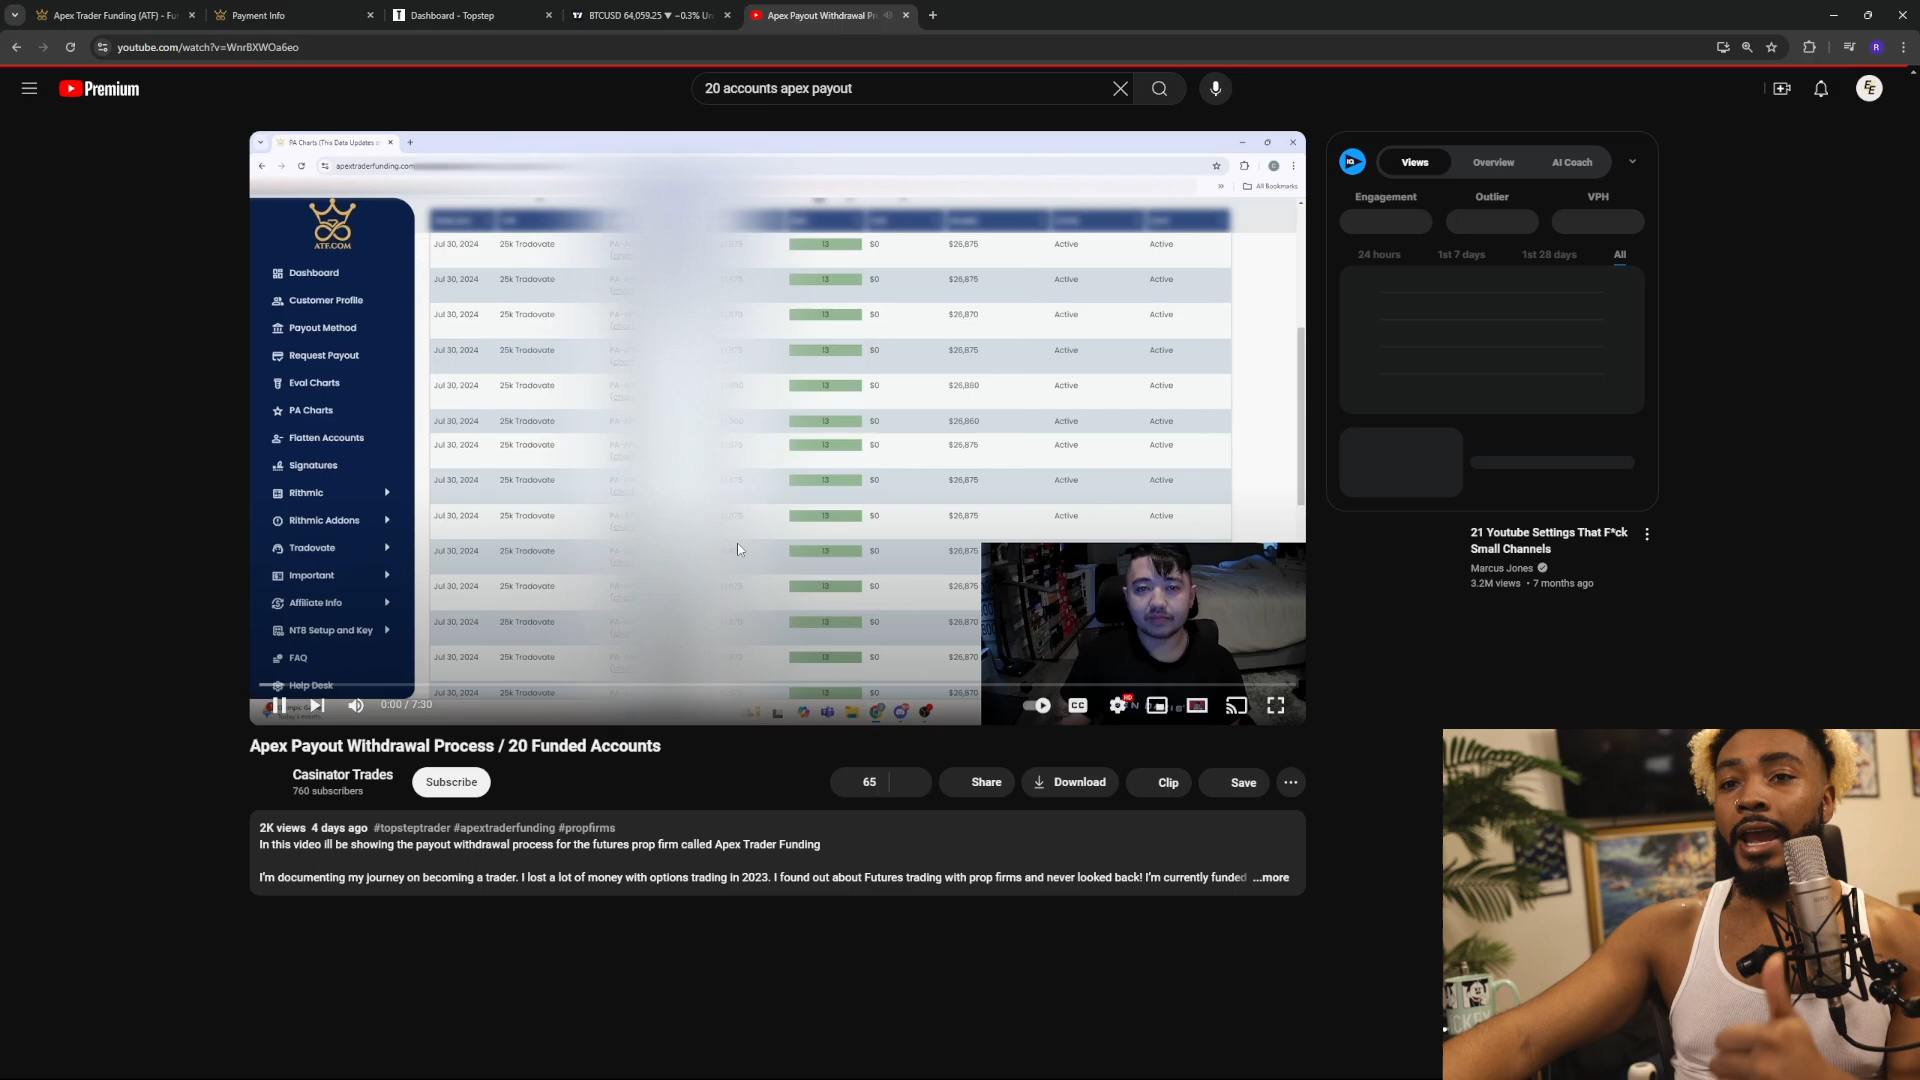 Apex Trader Funding (ATF) - Fu
Payment Info
Dashboard - Topstep
BTCUSD 64,059.25 ▼ −0.3% Un
Apex Payout Withdrawal Pr
youtube.com/watch?v=WnrBXWOa6eo
R
Premium
20 accounts apex payout
EE
PA Charts (This Data Updates
apextraderfunding.com
All Bookmarks
ATF.COM
Dashboard
Customer Profile
Payout Method
Request Payout
Eval Charts
PA Charts
Flatten Accounts
Signatures
Rithmic
Rithmic Addons
Tradovate
Important
Affiliate Info
NT8 Setup and Key
FAQ
Help Desk
Jul 30, 2024 25k Tradovate 13 $0 $26,875 Active Active
Jul 30, 2024 25k Tradovate 13 $0 $26,875 Active Active
Jul 30, 2024 25k Tradovate 13 $0 $26,870 Active Active
Jul 30, 2024 25k Tradovate 13 $0 $26,875 Active Active
Jul 30, 2024 25k Tradovate 13 $0 $26,880 Active Active
Jul 30, 2024 25k Tradovate 13 $0 $26,860 Active Active
Jul 30, 2024 25k Tradovate 13 $0 $26,875 Active Active
Jul 30, 2024 25k Tradovate 13 $0 $26,875 Active Active
Jul 30, 2024 25k Tradovate 13 $0 $26,875 Active Active
Jul 30, 2024 25k Tradovate 13 $0 $26,875
Jul 30, 2024 25k Tradovate 13 $0 $26,875
Jul 30, 2024 25k Tradovate 13 $0 $26,870
Jul 30, 2024 25k Tradovate 13 $0 $26,870
Jul 30, 2024 25k Tradovate 13 $0 $26,870
0:00 / 7:30
CC
HD
Apex Payout Withdrawal Process / 20 Funded Accounts
Casinator Trades
760 subscribers
Subscribe
65
Share
Download
Clip
Save
2K views 4 days ago #topsteptrader #apextraderfunding #propfirms
In this video ill be showing the payout withdrawal process for the futures prop firm called Apex Trader Funding
I'm documenting my journey on becoming a trader. I lost a lot of money with options trading in 2023. I found out about Futures trading with prop firms and never looked back! I'm currently funded ...more
IQ
Views
Overview
AI Coach
Engagement
Outlier
VPH
24 hours
1st 7 days
1st 28 days
All
21 Youtube Settings That F*ck
Small Channels
Marcus Jones
3.2M views • 7 months ago